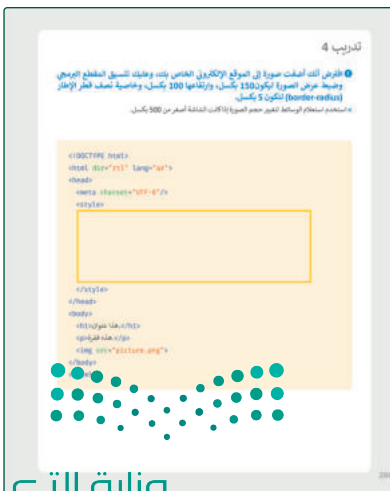 تدريب 4
افترض أنك أضفت صورة إلى الموقع الإلكتروني الخاص بك، وعليك تنسيق المقطع البرمجي
وضبط عرض الصورة ليكون150 بكسل، وارتفاعها 100 بكسل، وخاصية نصف قطر الإطار
(border-radius) لتكون 5 بكسل.
استخدم استعلام الوسائط لتغيير حجم الصورة إذا كانت الشاشة أصغر من 500 بكسل.
<!DOCTYPE html>
<html dir="rtl" lang="ar">
<head>
<meta charset="UTF-8"/>
<style>
</style>
</head>
<body>
<h1>هذا عنوان.</h1>
<p>هذه فقرة.</p>
<img src="picture.png">
</body>
وزارة التـ